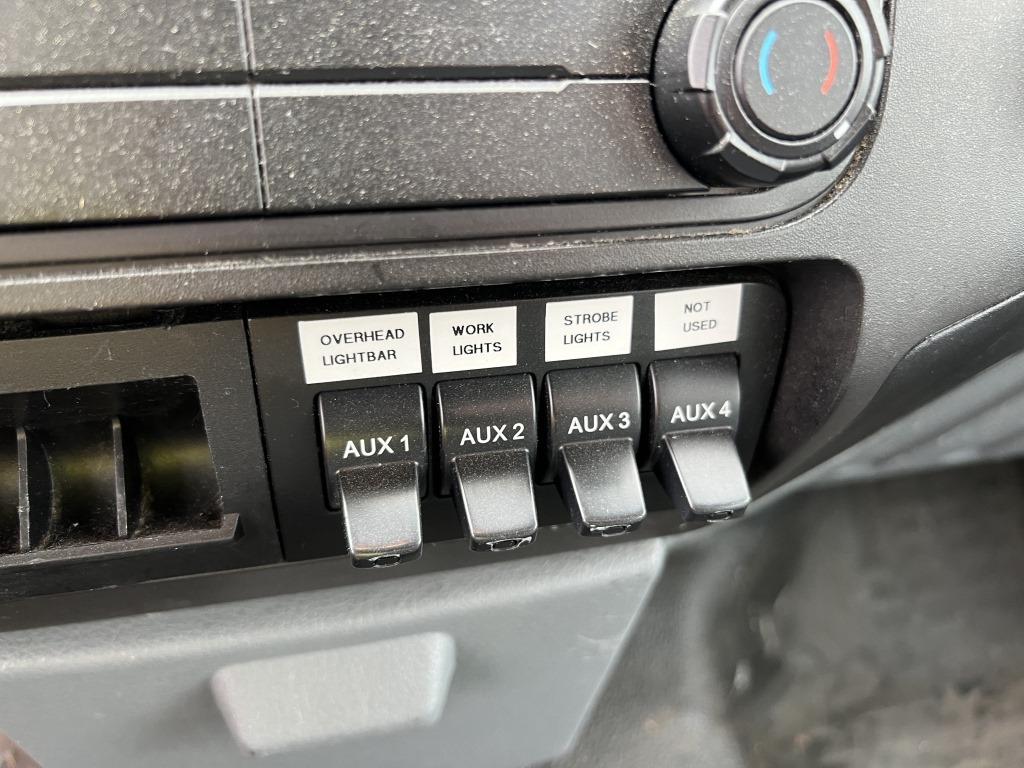 OVERHEAD
LIGHTBAR
WORK
LIGHTS
STROBE
LIGHTS
NOT
USED
AUX 1
AUX 2
AUX 3
AUX 4